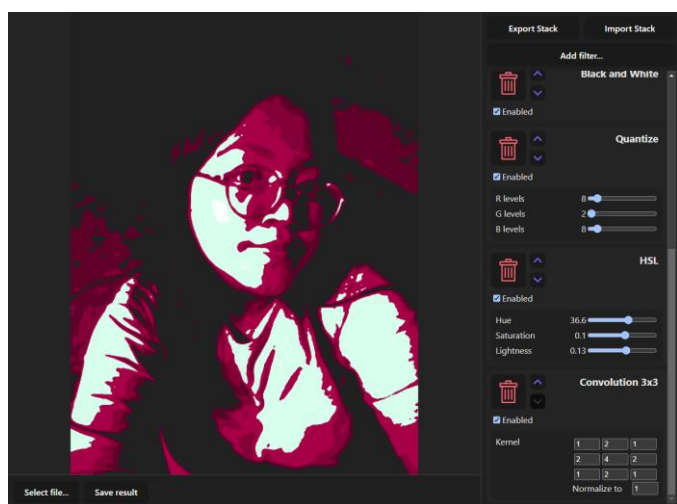 Export Stack Import Stack
Add filter...
Black and White
Enabled
Quantize
Enabled
R levels 8
G levels 2
B levels 8
HSL
Enabled
Hue 36.6
Saturation 0.1
Lightness 0.13
Convolution 3x3
Enabled
Kernel 1 2 1
2 4 2
1 2 1
Normalize to 1
Select file... Save result